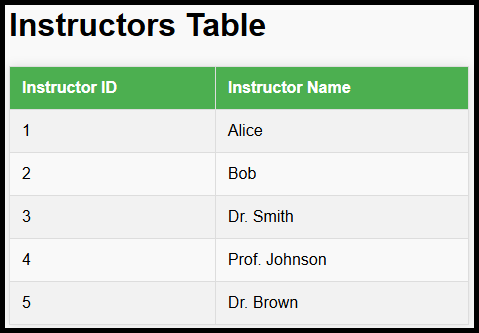 Instructors Table
Instructor ID Instructor Name
1 Alice
2 Bob
3 Dr. Smith
4 Prof. Johnson
5 Dr. Brown